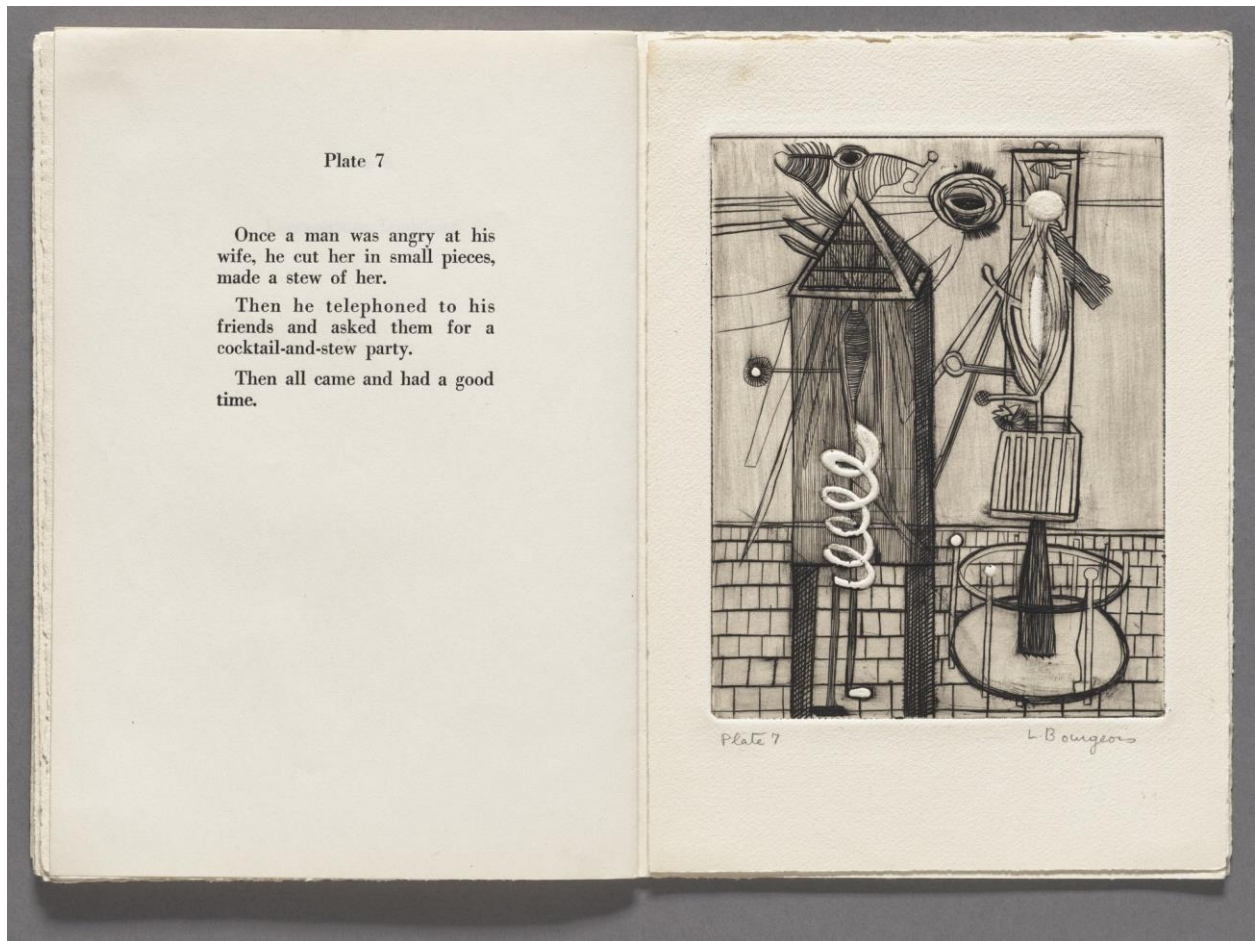 Plate 7
Once a man was angry at his
wife, he cut her in small pieces,
made a stew of her.
Then he telephoned to his
friends and asked them for a
cocktail-and-stew party.
Then all came and had a good
time.
Plate 7
L Bourgeois